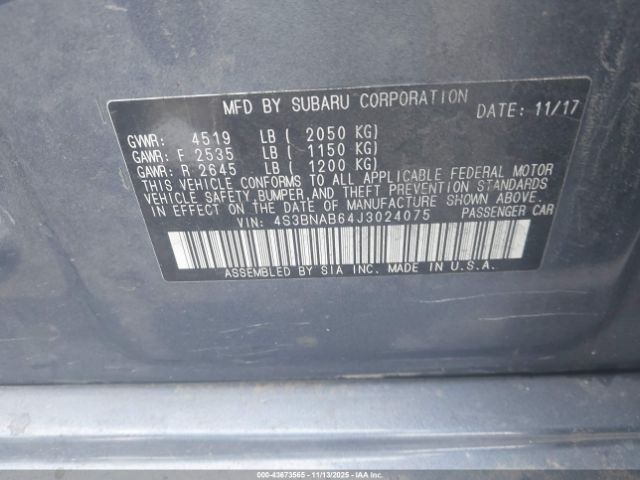 MFD BY SUBARU CORPORATION DATE: 11/17
GVWR: 4519 LB ( 2050 KG)
GAWR: F 2535 LB ( 1150 KG)
GAWR: R 2645 LB ( 1200 KG)
THIS VEHICLE CONFORMS TO ALL APPLICABLE FEDERAL MOTOR
VEHICLE SAFETY, BUMPER, AND THEFT PREVENTION STANDARDS
IN EFFECT ON THE DATE OF MANUFACTURE SHOWN ABOVE.
VIN: 4S3BNAB64J3024075 PASSENGER CAR
ASSEMBLED BY SIA INC. MADE IN U.S.A.
000-43673565 - 11/13/2025 - IAAI.COM